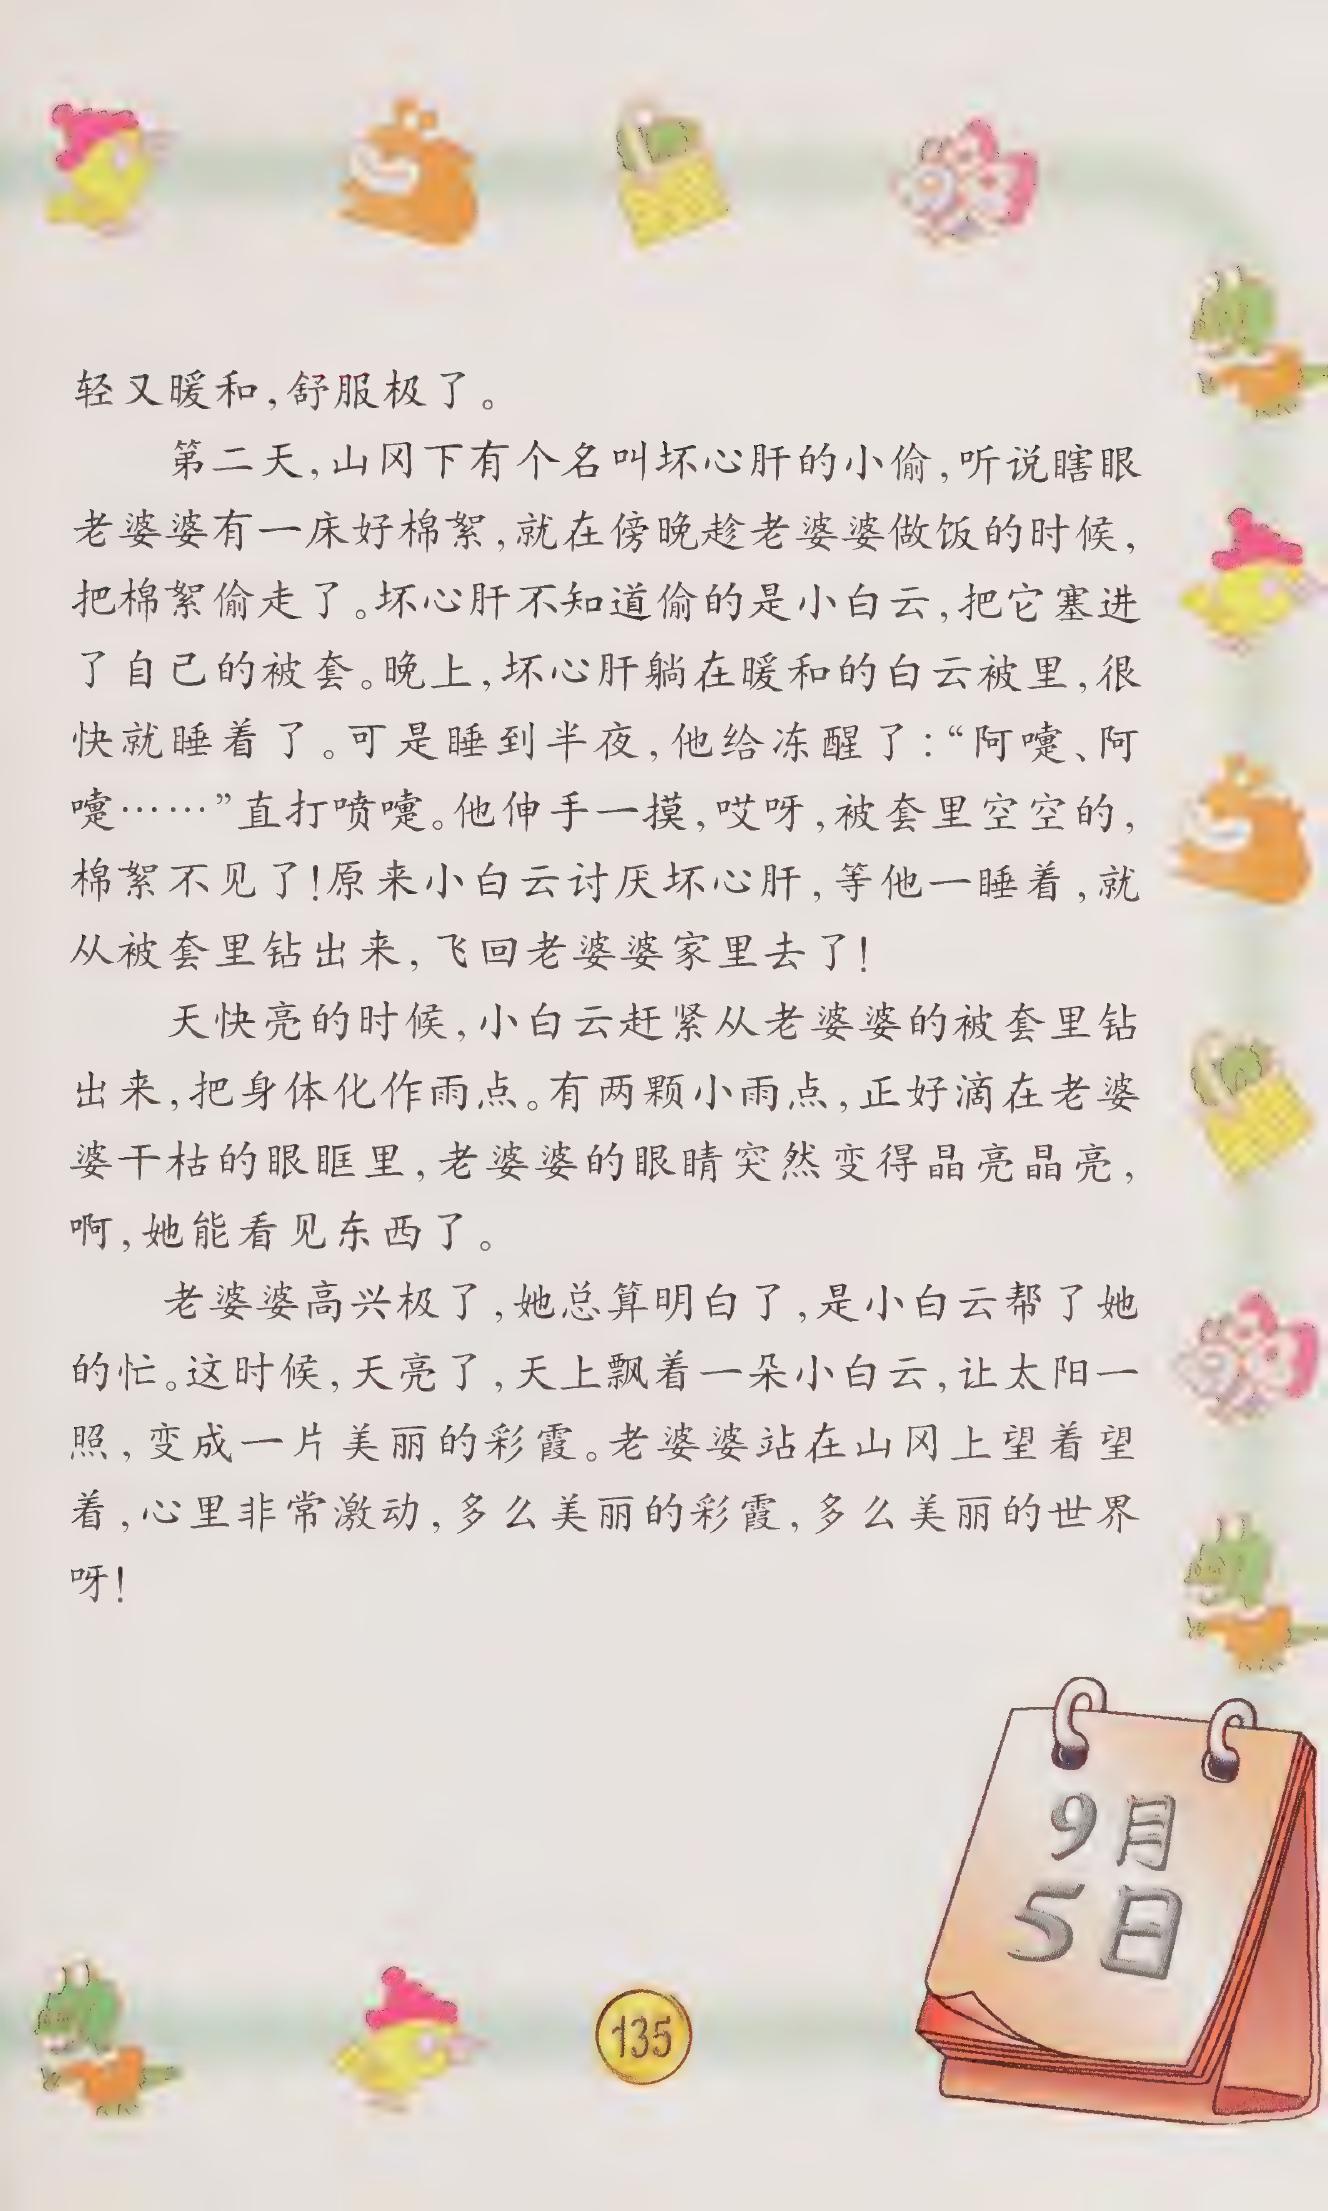 轻又暖和,舒服极了。
第二天,山冈下有个名叫坏心肝的小偷,听说瞎眼
老婆婆有一床好棉絮,就在傍晚趁老婆婆做饭的时候,
把棉絮偷走了。坏心肝不知道偷的是小白云,把它塞进
了自己的被套。晚上,坏心肝躺在暖和的白云被里,很
快就睡着了。可是睡到半夜,他给冻醒了:“阿嚏、阿
嚏……”直打喷嚏。他伸手一摸,哎呀,被套里空空的,
棉絮不见了!原来小白云讨厌坏心肝,等他一睡着,就
从被套里钻出来,飞回老婆婆家里去了!
天快亮的时候,小白云赶紧从老婆婆的被套里钻
出来,把身体化作雨点。有两颗小雨点,正好滴在老婆
婆干枯的眼眶里,老婆婆的眼睛突然变得晶亮晶亮,
啊,她能看见东西了。
老婆婆高兴极了,她总算明白了,是小白云帮了她
的忙。这时候,天亮了,天上飘着一朵小白云,让太阳一
照,变成一片美丽的彩霞。老婆婆站在山冈上望着望
着,心里非常激动,多么美丽的彩霞,多么美丽的世界
呀!
9月
5日
135